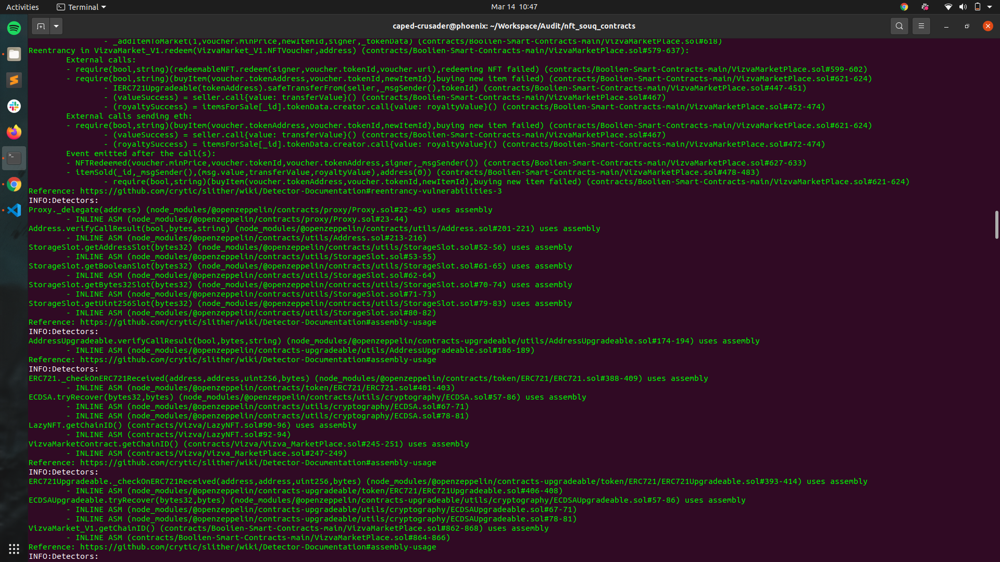 Activities
Terminal
Mar 14 10:47
caped-crusader@phoenix: ~/Workspace/Audit/nft_souq_contracts
- _addItemToMarket(1,voucher.minPrice,newItemId,signer,_tokenData) (contracts/Boolien-Smart-Contracts-main/VizvaMarketPlace.sol#618)
Reentrancy in VizvaMarket_V1.redeem(VizvaMarket_V1.NFTVoucher,address) (contracts/Boolien-Smart-Contracts-main/VizvaMarketPlace.sol#579-637):
External calls:
- require(bool,string)(redeemableNFT.redeem(signer,voucher.tokenId,voucher.uri),redeeming NFT failed) (contracts/Boolien-Smart-Contracts-main/VizvaMarketPlace.sol#599-602)
- require(bool,string)(buyItem(voucher.tokenAddress,voucher.tokenId,newItemId),buying new item failed) (contracts/Boolien-Smart-Contracts-main/VizvaMarketPlace.sol#621-624)
- IERC721Upgradeable(tokenAddress).safeTransferFrom(seller,_msgSender(),tokenId) (contracts/Boolien-Smart-Contracts-main/VizvaMarketPlace.sol#447-451)
- (valueSuccess) = seller.call{value: transferValue}() (contracts/Boolien-Smart-Contracts-main/VizvaMarketPlace.sol#467)
- (royaltySuccess) = itemsForSale[_id].tokenData.creator.call{value: royaltyValue}() (contracts/Boolien-Smart-Contracts-main/VizvaMarketPlace.sol#472-474)
External calls sending eth:
- require(bool,string)(buyItem(voucher.tokenAddress,voucher.tokenId,newItemId),buying new item failed) (contracts/Boolien-Smart-Contracts-main/VizvaMarketPlace.sol#621-624)
- (valueSuccess) = seller.call{value: transferValue}() (contracts/Boolien-Smart-Contracts-main/VizvaMarketPlace.sol#467)
- (royaltySuccess) = itemsForSale[_id].tokenData.creator.call{value: royaltyValue}() (contracts/Boolien-Smart-Contracts-main/VizvaMarketPlace.sol#472-474)
Event emitted after the call(s):
- NFTRedeemed(voucher.minPrice,voucher.tokenId,voucher.tokenAddress,signer,_msgSender()) (contracts/Boolien-Smart-Contracts-main/VizvaMarketPlace.sol#627-633)
- itemSold(_id,_msgSender(),(msg.value,transferValue,royaltyValue),address(0)) (contracts/Boolien-Smart-Contracts-main/VizvaMarketPlace.sol#478-483)
- require(bool,string)(buyItem(voucher.tokenAddress,voucher.tokenId,newItemId),buying new item failed) (contracts/Boolien-Smart-Contracts-main/VizvaMarketPlace.sol#621-624)
Reference: https://github.com/crytic/slither/wiki/Detector-Documentation#reentrancy-vulnerabilities-3
INFO:Detectors:
Proxy._delegate(address) (node_modules/@openzeppelin/contracts/proxy/Proxy.sol#22-45) uses assembly
- INLINE ASM (node_modules/@openzeppelin/contracts/proxy/Proxy.sol#23-44)
Address.verifyCallResult(bool,bytes,string) (node_modules/@openzeppelin/contracts/utils/Address.sol#201-221) uses assembly
- INLINE ASM (node_modules/@openzeppelin/contracts/utils/Address.sol#213-216)
StorageSlot.getAddressSlot(bytes32) (node_modules/@openzeppelin/contracts/utils/StorageSlot.sol#52-56) uses assembly
- INLINE ASM (node_modules/@openzeppelin/contracts/utils/StorageSlot.sol#53-55)
StorageSlot.getBooleanSlot(bytes32) (node_modules/@openzeppelin/contracts/utils/StorageSlot.sol#61-65) uses assembly
- INLINE ASM (node_modules/@openzeppelin/contracts/utils/StorageSlot.sol#62-64)
StorageSlot.getBytes32Slot(bytes32) (node_modules/@openzeppelin/contracts/utils/StorageSlot.sol#70-74) uses assembly
- INLINE ASM (node_modules/@openzeppelin/contracts/utils/StorageSlot.sol#71-73)
StorageSlot.getUint256Slot(bytes32) (node_modules/@openzeppelin/contracts/utils/StorageSlot.sol#79-83) uses assembly
- INLINE ASM (node_modules/@openzeppelin/contracts/utils/StorageSlot.sol#80-82)
Reference: https://github.com/crytic/slither/wiki/Detector-Documentation#assembly-usage
INFO:Detectors:
AddressUpgradeable.verifyCallResult(bool,bytes,string) (node_modules/@openzeppelin/contracts-upgradeable/utils/AddressUpgradeable.sol#174-194) uses assembly
- INLINE ASM (node_modules/@openzeppelin/contracts-upgradeable/utils/AddressUpgradeable.sol#186-189)
Reference: https://github.com/crytic/slither/wiki/Detector-Documentation#assembly-usage
INFO:Detectors:
ERC721._checkOnERC721Received(address,address,uint256,bytes) (node_modules/@openzeppelin/contracts/token/ERC721/ERC721.sol#388-409) uses assembly
- INLINE ASM (node_modules/@openzeppelin/contracts/token/ERC721/ERC721.sol#401-403)
ECDSA.tryRecover(bytes32,bytes) (node_modules/@openzeppelin/contracts/utils/cryptography/ECDSA.sol#57-86) uses assembly
- INLINE ASM (node_modules/@openzeppelin/contracts/utils/cryptography/ECDSA.sol#67-71)
- INLINE ASM (node_modules/@openzeppelin/contracts/utils/cryptography/ECDSA.sol#78-81)
LazyNFT.getChainID() (contracts/Vizva/LazyNFT.sol#90-96) uses assembly
- INLINE ASM (contracts/Vizva/LazyNFT.sol#92-94)
VizvaMarketContract.getChainID() (contracts/Vizva/Vizva_MarketPlace.sol#245-251) uses assembly
- INLINE ASM (contracts/Vizva/Vizva_MarketPlace.sol#247-249)
Reference: https://github.com/crytic/slither/wiki/Detector-Documentation#assembly-usage
INFO:Detectors:
ERC721Upgradeable._checkOnERC721Received(address,address,uint256,bytes) (node_modules/@openzeppelin/contracts-upgradeable/token/ERC721/ERC721Upgradeable.sol#393-414) uses assembly
- INLINE ASM (node_modules/@openzeppelin/contracts-upgradeable/token/ERC721/ERC721Upgradeable.sol#406-408)
ECDSAUpgradeable.tryRecover(bytes32,bytes) (node_modules/@openzeppelin/contracts-upgradeable/utils/cryptography/ECDSAUpgradeable.sol#57-86) uses assembly
- INLINE ASM (node_modules/@openzeppelin/contracts-upgradeable/utils/cryptography/ECDSAUpgradeable.sol#67-71)
- INLINE ASM (node_modules/@openzeppelin/contracts-upgradeable/utils/cryptography/ECDSAUpgradeable.sol#78-81)
VizvaMarket_V1.getChainID() (contracts/Boolien-Smart-Contracts-main/VizvaMarketPlace.sol#862-868) uses assembly
- INLINE ASM (contracts/Boolien-Smart-Contracts-main/VizvaMarketPlace.sol#864-866)
Reference: https://github.com/crytic/slither/wiki/Detector-Documentation#assembly-usage
INFO:Detectors: